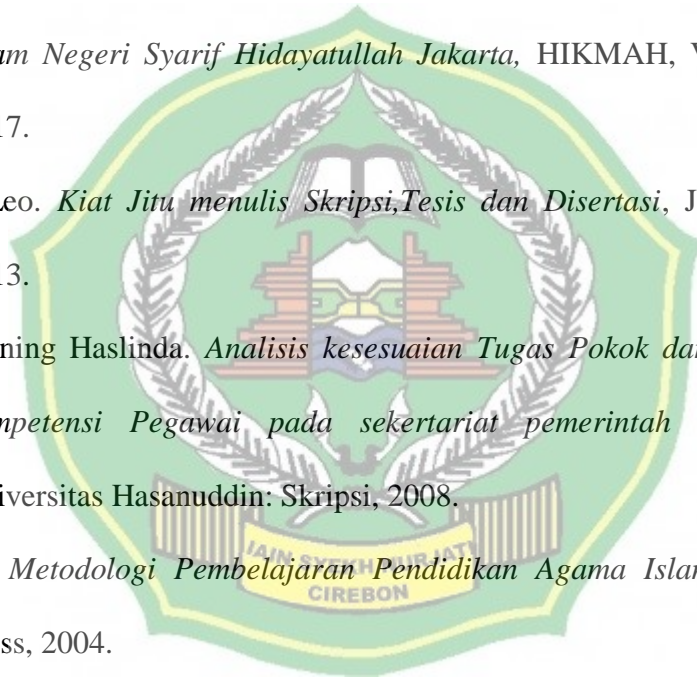 am Negeri Syarif Hidayatullah Jakarta, HIKMAH, V
17.
Leo. Kiat Jitu menulis Skripsi,Tesis dan Disertasi, J
13.
ning Haslinda. Analisis kesesuaian Tugas Pokok dan
mpetensi Pegawai pada sekertariat pemerintah
iversitas Hasanuddin: Skripsi, 2008.
Metodologi Pembelajaran Pendidikan Agama Islam
ss, 2004.
IAIN SYEKH NURJATI
CIREBON